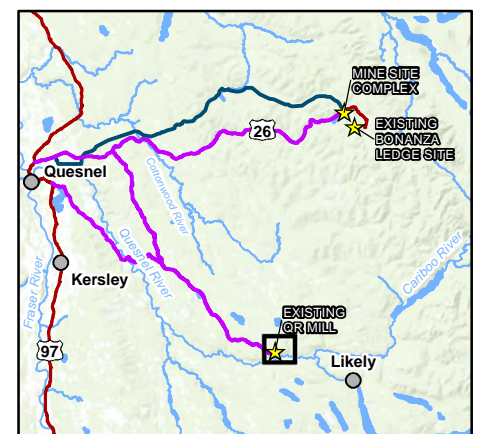 MINE SITE
COMPLEX
26
EXISTING
BONANZA
LEDGE SITE
Quesnel
Cottonwood River
Quesnel River
Cariboo River
Fraser River
Kersley
EXISTING
QR MILL
97
Likely